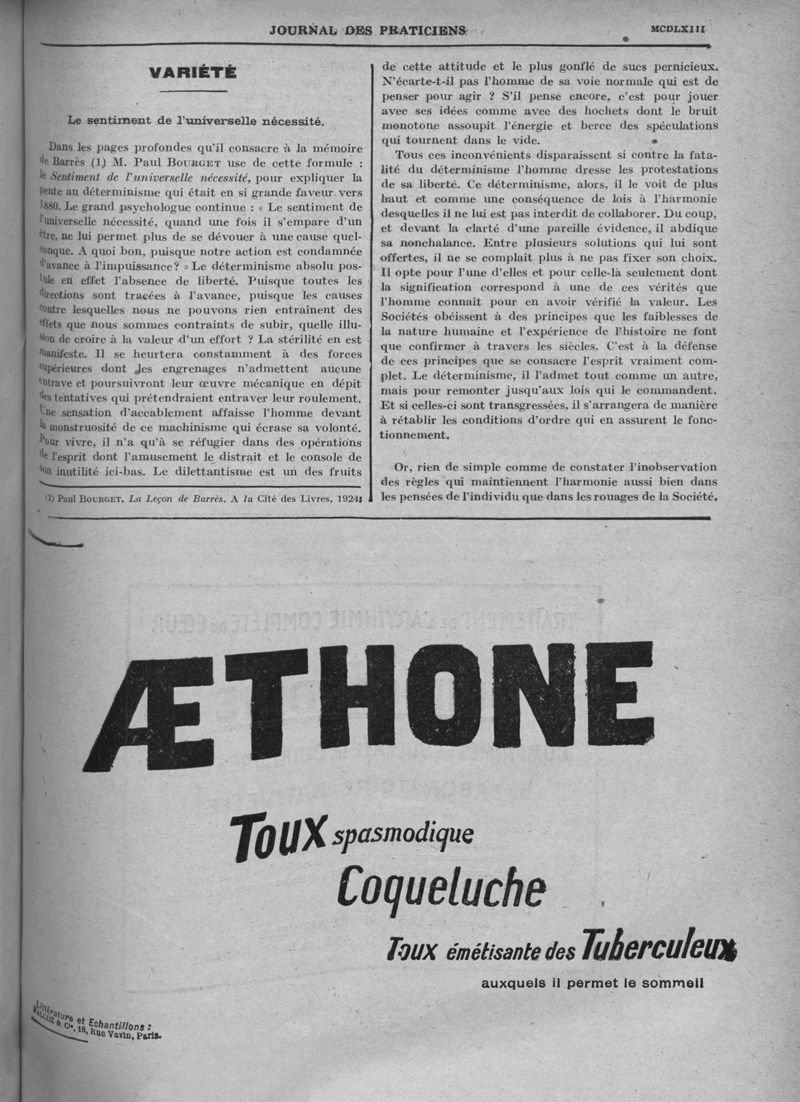 JOURNAL DES PRATICIENS
MCDLXIII
VARIÉTÉ
Le sentiment de l'universelle nécessité.
Dans les pages profondes qu'il consacre à la mémoire
de Barrès (1) M. Paul BOURGET use de cette formule :
le Sentiment de l'universelle nécessité, pour expliquer la
pente au déterminisme qui était en si grande faveur vers
1880. Le grand psychologue continue : « Le sentiment de
l'universelle nécessité, quand une fois il s'empare d'un
être, ne lui permet plus de se dévouer à une cause quel-
conque. A quoi bon, puisque notre action est condamnée
d'avance à l'impuissance? » Le déterminisme absolu pos-
tule en effet l'absence de liberté. Puisque toutes les
directions sont tracées à l'avance, puisque les causes
contre lesquelles nous ne pouvons rien entraînent des
effets que nous sommes contraints de subir, quelle illu-
sion de croire à la valeur d'un effort ? La stérilité en est
manifeste. Il se heurtera constamment à des forces
supérieures dont les engrenages n'admettent aucune
entrave et poursuivront leur œuvre mécanique en dépit
des tentatives qui prétendraient entraver leur roulement.
Une sensation d'accablement affaisse l'homme devant
la monstruosité de ce machinisme qui écrase sa volonté.
Pour vivre, il n'a qu'à se réfugier dans des opérations
de l'esprit dont l'amusement le distrait et le console de
son inutilité ici-bas. Le dilettantisme est un des fruits
(1) Paul BOURGET. La Leçon de Barrès. A la Cité des Livres, 1924.
de cette attitude et le plus gonflé de sucs pernicieux.
N'écarte-t-il pas l'homme de sa voie normale qui est de
penser pour agir ? S'il pense encore, c'est pour jouer
avec ses idées comme avec des hochets dont le bruit
monotone assoupit l'énergie et berce des spéculations
qui tournent dans le vide.
Tous ces inconvénients disparaissent si contre la fata-
lité du déterminisme l'homme dresse les protestations
de sa liberté. Ce déterminisme, alors, il le voit de plus
haut et comme une conséquence de lois à l'harmonie
desquelles il ne lui est pas interdit de collaborer. Du coup,
et devant la clarté d'une pareille évidence, il abdique
sa nonchalance. Entre plusieurs solutions qui lui sont
offertes, il ne se complait plus à ne pas fixer son choix.
Il opte pour l'une d'elles et pour celle-là seulement dont
la signification correspond à une de ces vérités que
l'homme connaît pour en avoir vérifié la valeur. Les
Sociétés obéissent à des principes que les faiblesses de
la nature humaine et l'expérience de l'histoire ne font
que confirmer à travers les siècles. C'est à la défense
de ces principes que se consacre l'esprit vraiment com-
plet. Le déterminisme, il l'admet tout comme un autre,
mais pour remonter jusqu'aux lois qui le commandent.
Et si celles-ci sont transgressées, il s'arrangera de manière
à rétablir les conditions d'ordre qui en assurent le fonc-
tionnement.
Or, rien de simple comme de constater l'inobservation
des règles qui maintiennent l'harmonie aussi bien dans
les pensées de l'individu que dans les rouages de la Société.
ÆTHONE
Toux spasmodique
Coqueluche
Toux émétisante des Tuberculeux
auxquels il permet le sommeil
Littérature et Echantillons :
& Cie, 18, Rue Vavin, Paris.